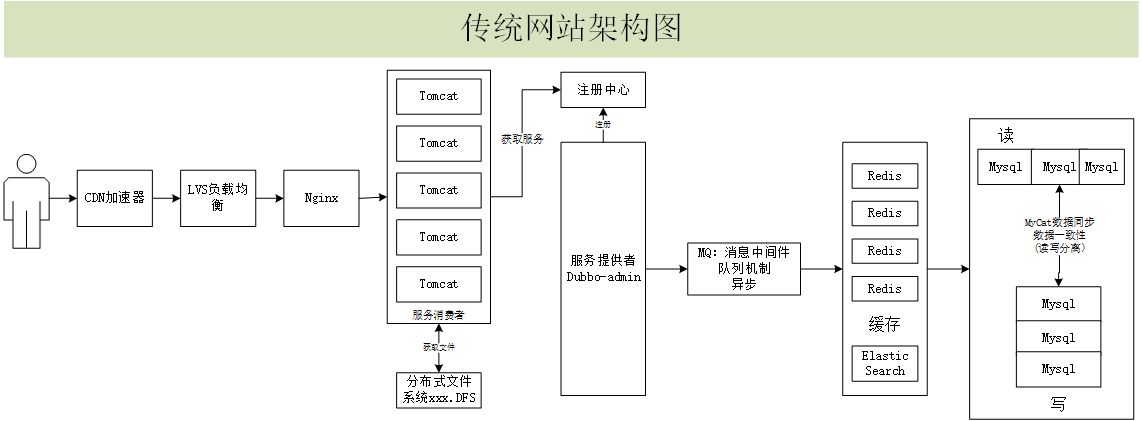 传统网站架构图
CDN加速器
LVS负载均
衡
Nginx
Tomcat
Tomcat
Tomcat
Tomcat
Tomcat
服务消费者
获取文件
分布式文件
系统xxx.DFS
获取服务
注册中心
注册
服务提供者
Dubbo-admin
MQ：消息中间件
队列机制
异步
Redis
Redis
Redis
Redis
缓存
Elastic
Search
读
Mysql
Mysql
Mysql
MyCat数据同步
数据一致性
(读写分离)
Mysql
Mysql
Mysql
写